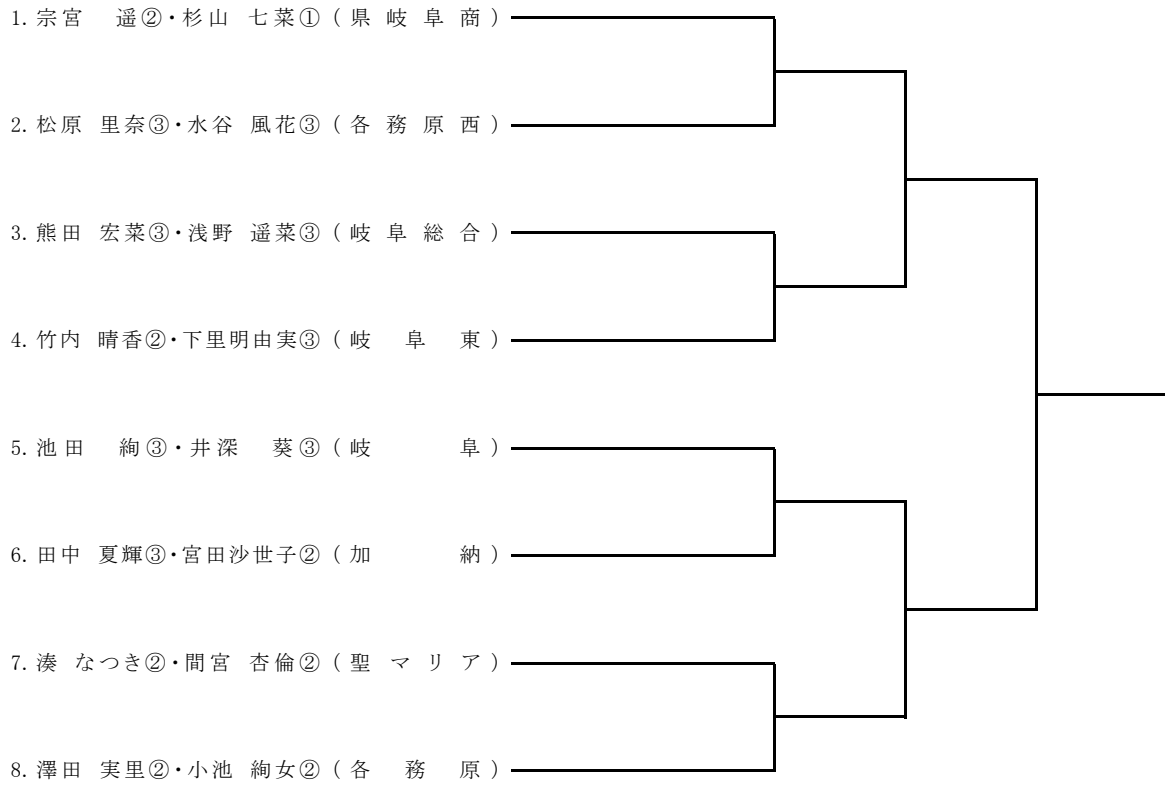 1. 宗宮 遥②・杉山 七菜① ( 県 岐 阜 商 )
2. 松原 里奈③・水谷 風花③ ( 各 務 原 西 )
3. 熊田 宏菜③・浅野 遥菜③ ( 岐 阜 総 合 )
4. 竹内 晴香②・下里明由実③ ( 岐 阜 東 )
5. 池田 絢③・井深 葵③ ( 岐 阜 )
6. 田中 夏輝③・宮田沙世子② ( 加 納 )
7. 湊 なつき②・間宮 杏倫② ( 聖 マ リ ア )
8. 澤田 実里②・小池 絢女② ( 各 務 原 )